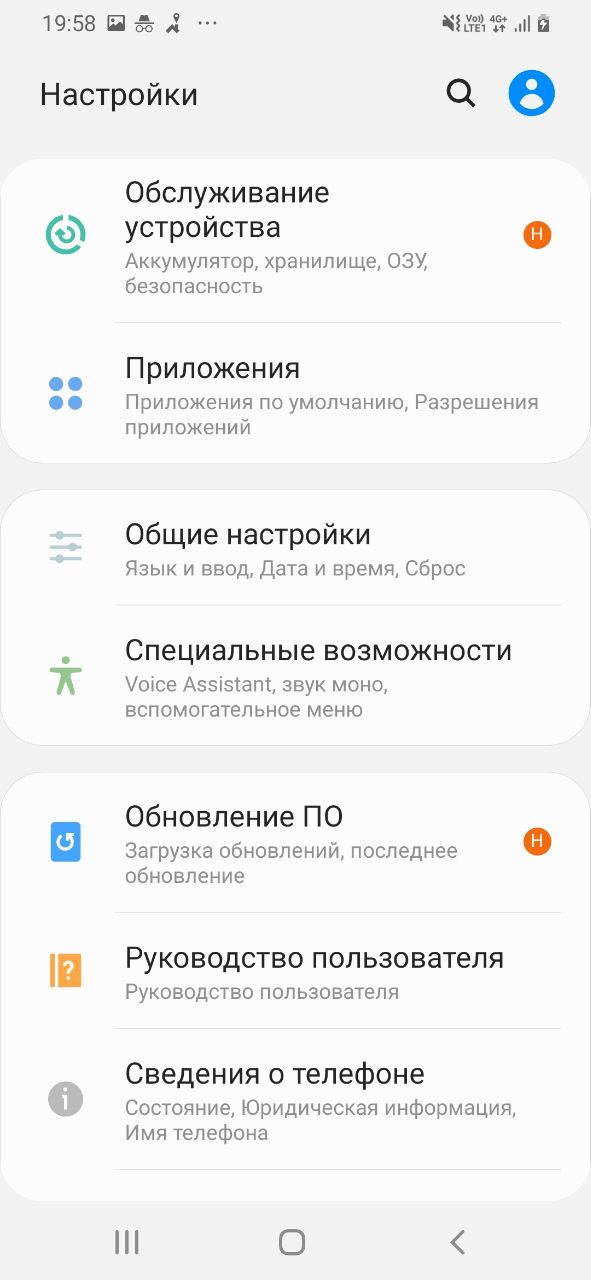 19:58
Vo)) LTE1 4G+
Настройки
Обслуживание
устройства
Аккумулятор, хранилище, ОЗУ,
безопасность
Н
Приложения
Приложения по умолчанию, Разрешения
приложений
Общие настройки
Язык и ввод, Дата и время, Сброс
Специальные возможности
Voice Assistant, звук моно,
вспомогательное меню
Обновление ПО
Загрузка обновлений, последнее
обновление
Н
Руководство пользователя
Руководство пользователя
Сведения о телефоне
Состояние, Юридическая информация,
Имя телефона